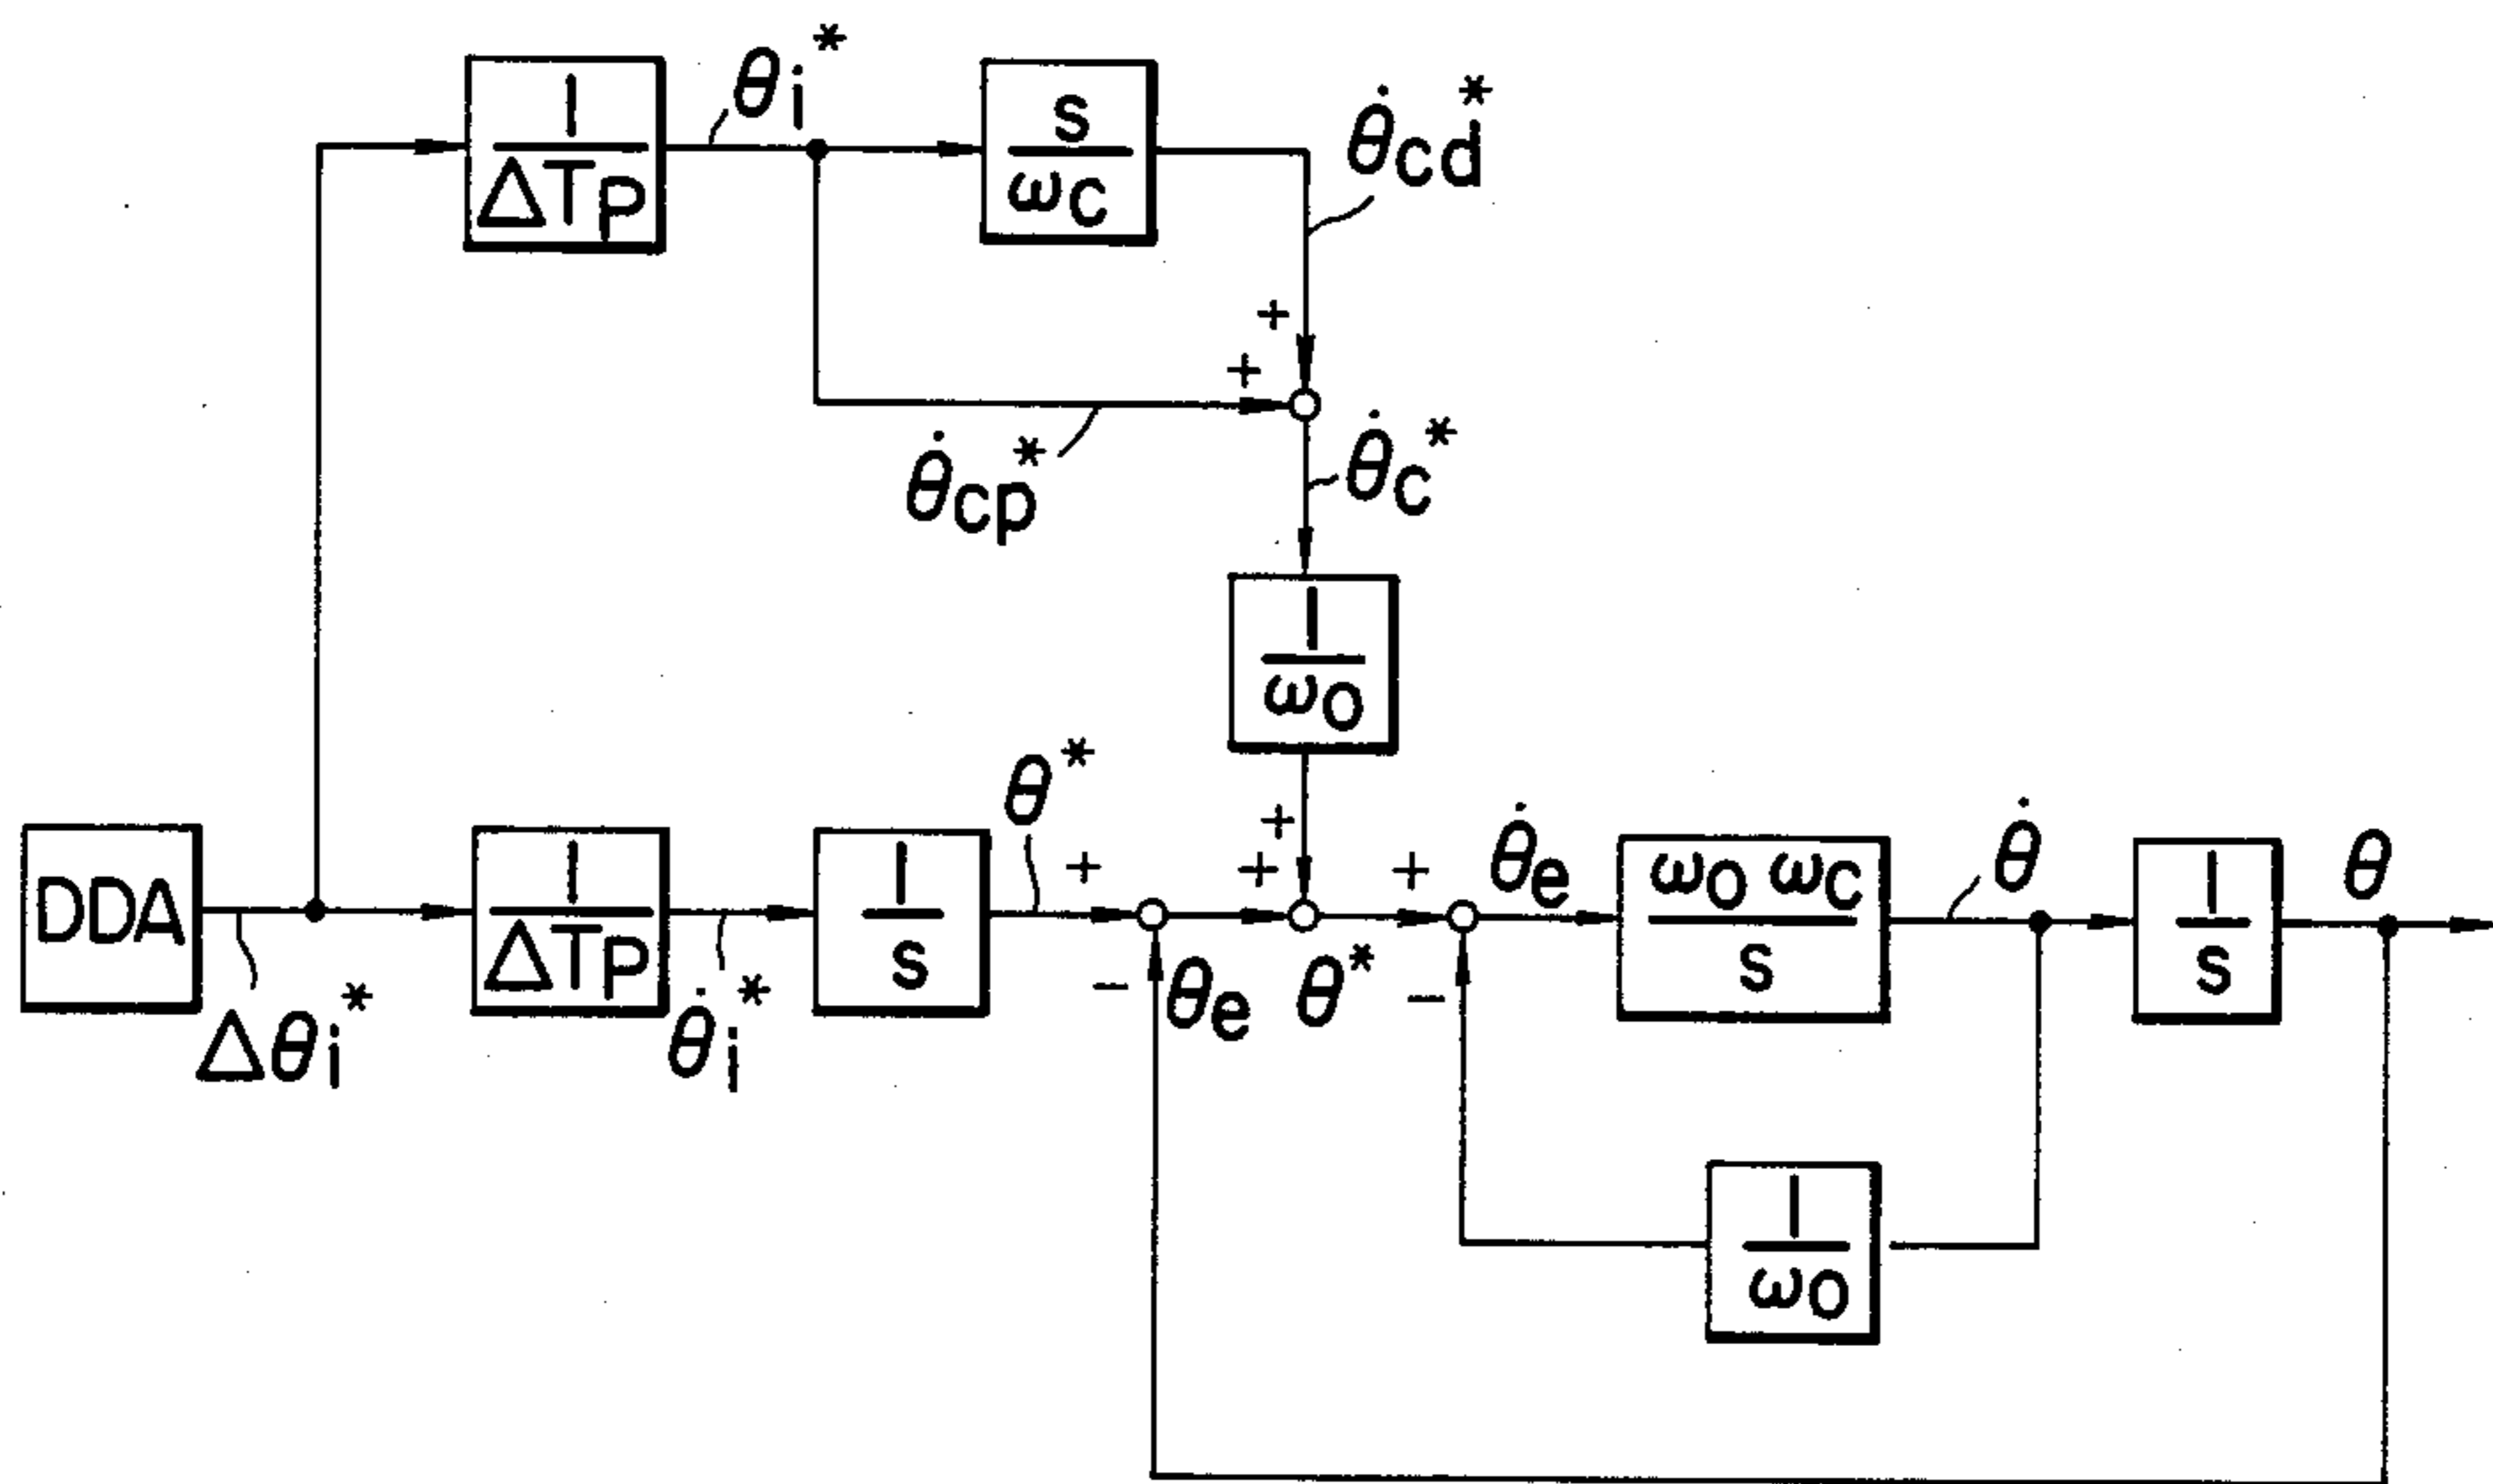 1/ΔTp
θi*
s/ωc
θ̇cd*
+
+
θ̇cp*
θ̇c*
1/ωo
DDA
Δθi*
1/ΔTp
θ̇i*
1/s
θ*
+
−
θe
+
+
θ*
+
−
θ̇e
ωo ωc/s
θ̇
1/s
θ
1/ωo